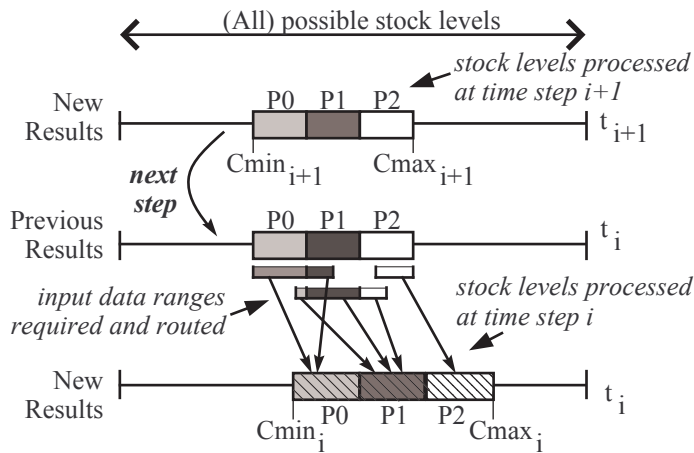 (All) possible stock levels
stock levels processed
at time step i+1
New
Results
P0 P1 P2
t i+1
Cmin i+1
Cmax i+1
next
step
Previous
Results
P0 P1 P2
t i
input data ranges
required and routed
stock levels processed
at time step i
New
Results
P0 P1 P2
t i
Cmin i
Cmax i